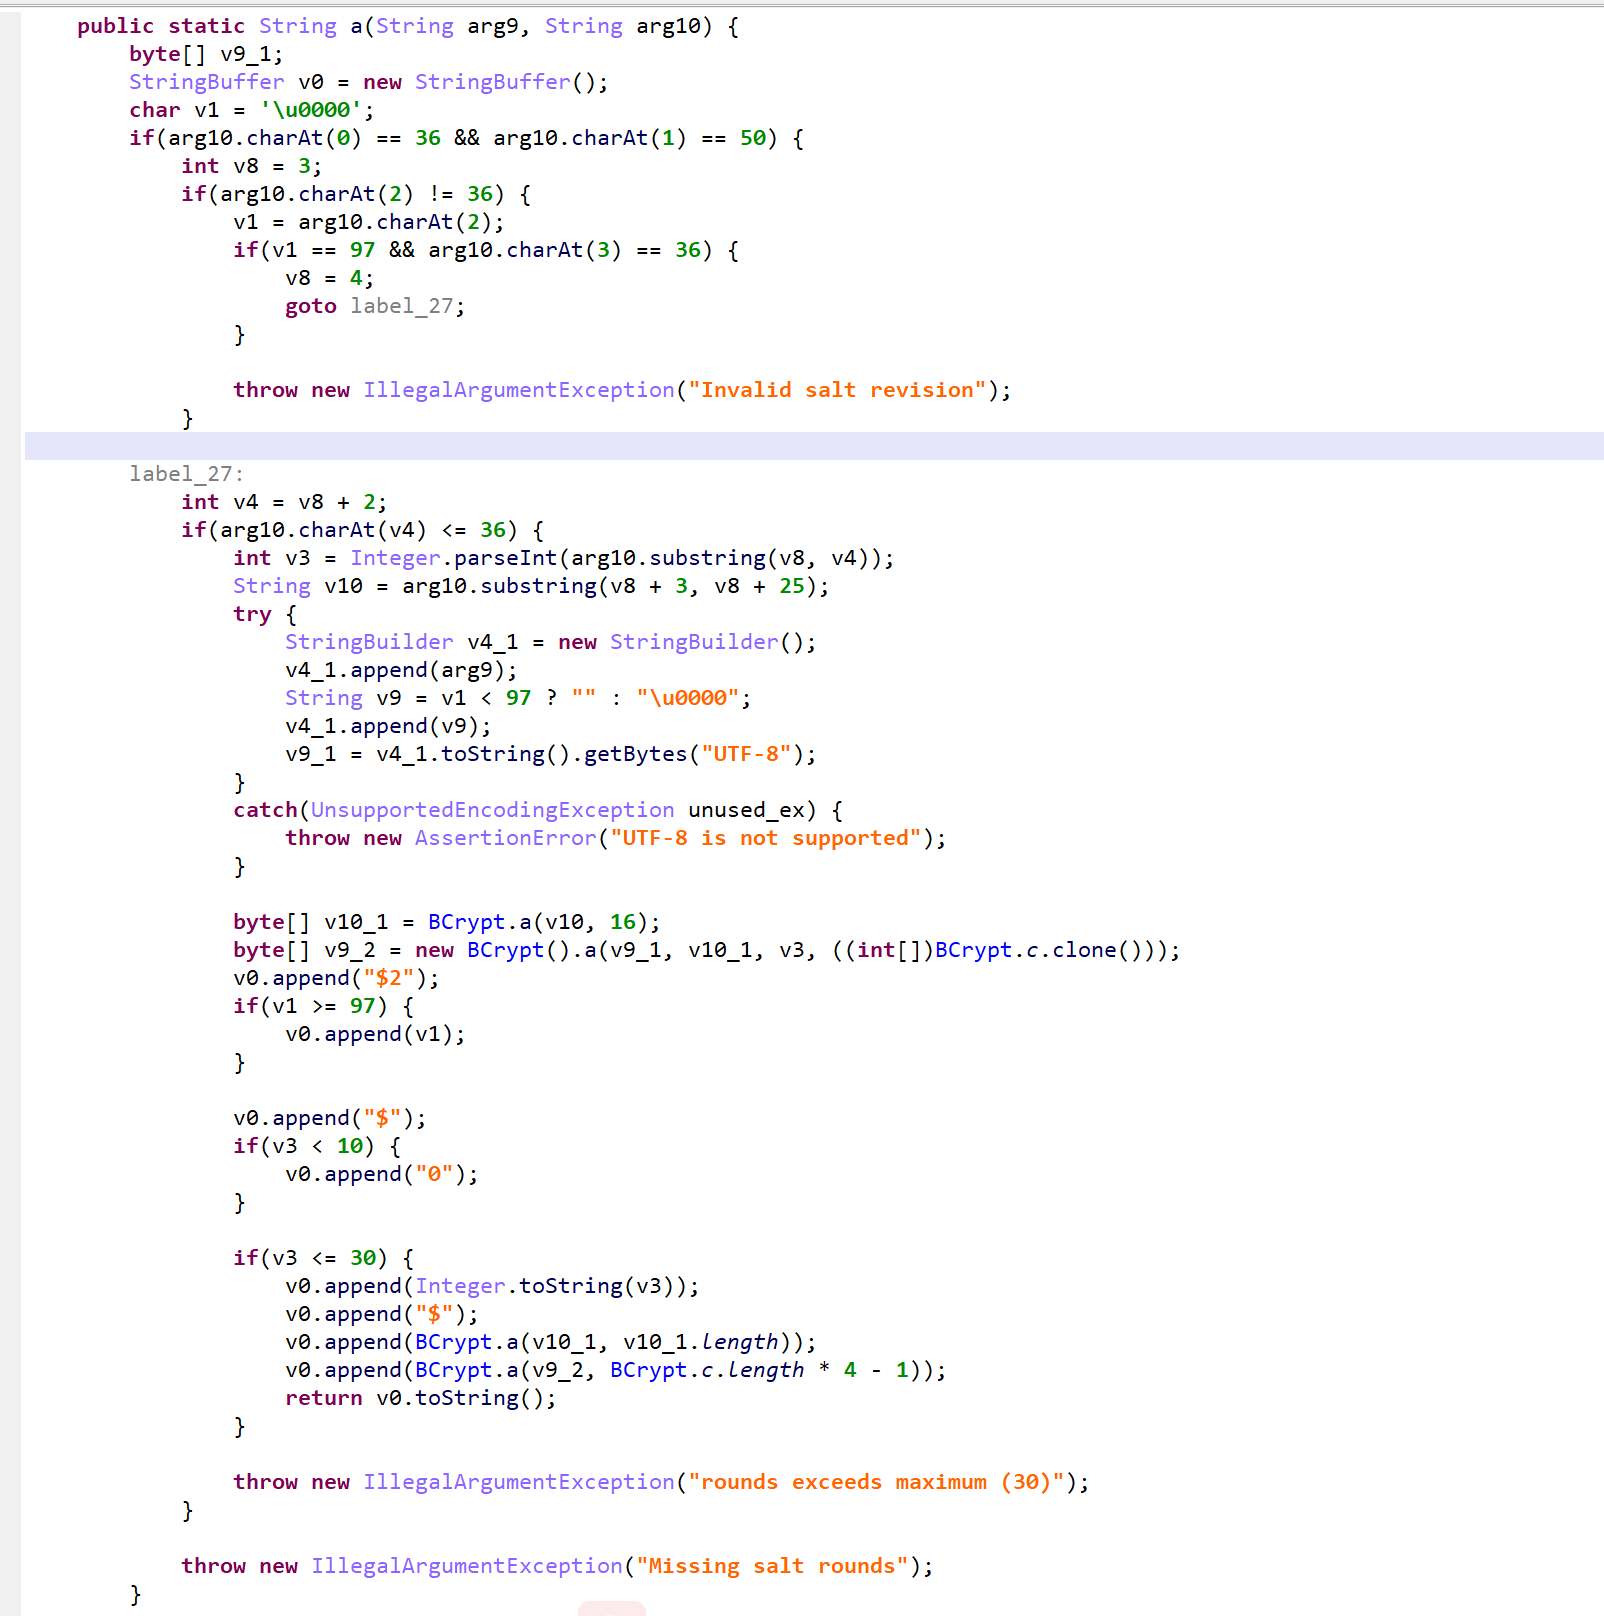 public static String a(String arg9, String arg10) {
byte[] v9_1;
StringBuffer v0 = new StringBuffer();
char v1 = '\u0000';
if(arg10.charAt(0) == 36 && arg10.charAt(1) == 50) {
int v8 = 3;
if(arg10.charAt(2) != 36) {
v1 = arg10.charAt(2);
if(v1 == 97 && arg10.charAt(3) == 36) {
v8 = 4;
goto label_27;
}
throw new IllegalArgumentException("Invalid salt revision");
}
label_27:
int v4 = v8 + 2;
if(arg10.charAt(v4) <= 36) {
int v3 = Integer.parseInt(arg10.substring(v8, v4));
String v10 = arg10.substring(v8 + 3, v8 + 25);
try {
StringBuilder v4_1 = new StringBuilder();
v4_1.append(arg9);
String v9 = v1 < 97 ? "" : "\u0000";
v4_1.append(v9);
v9_1 = v4_1.toString().getBytes("UTF-8");
}
catch(UnsupportedEncodingException unused_ex) {
throw new AssertionError("UTF-8 is not supported");
}
byte[] v10_1 = BCrypt.a(v10, 16);
byte[] v9_2 = new BCrypt().a(v9_1, v10_1, v3, ((int[])BCrypt.c.clone()));
v0.append("$2");
if(v1 >= 97) {
v0.append(v1);
}
v0.append("$");
if(v3 < 10) {
v0.append("0");
}
if(v3 <= 30) {
v0.append(Integer.toString(v3));
v0.append("$");
v0.append(BCrypt.a(v10_1, v10_1.length));
v0.append(BCrypt.a(v9_2, BCrypt.c.length * 4 - 1));
return v0.toString();
}
throw new IllegalArgumentException("rounds exceeds maximum (30)");
}
throw new IllegalArgumentException("Missing salt rounds");
}